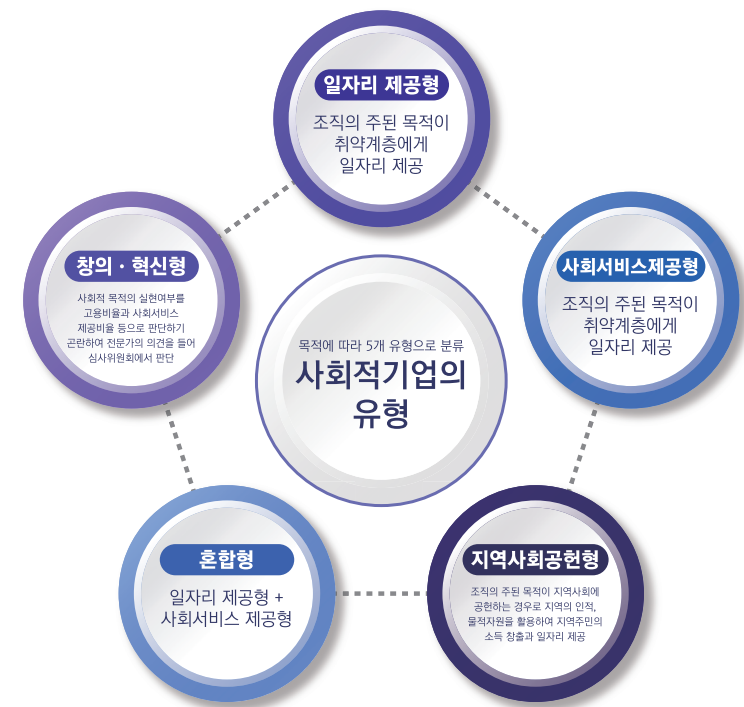 일자리 제공형
조직의 주된 목적이
취약계층에게
일자리 제공
창의·혁신형
사회적 목적의 실현여부를
고용비율과 사회서비스
제공비율 등으로 판단하기
곤란하여 전문가의 의견을 들어
심사위원회에서 판단
사회서비스제공형
조직의 주된 목적이
취약계층에게
일자리 제공
목적에 따라 5개 유형으로 분류
사회적기업의
유형
혼합형
일자리 제공형 +
사회서비스 제공형
지역사회공헌형
조직의 주된 목적이 지역사회에
공헌하는 경우로 지역의 인적,
물적자원을 활용하여 지역주민의
소득 창출과 일자리 제공